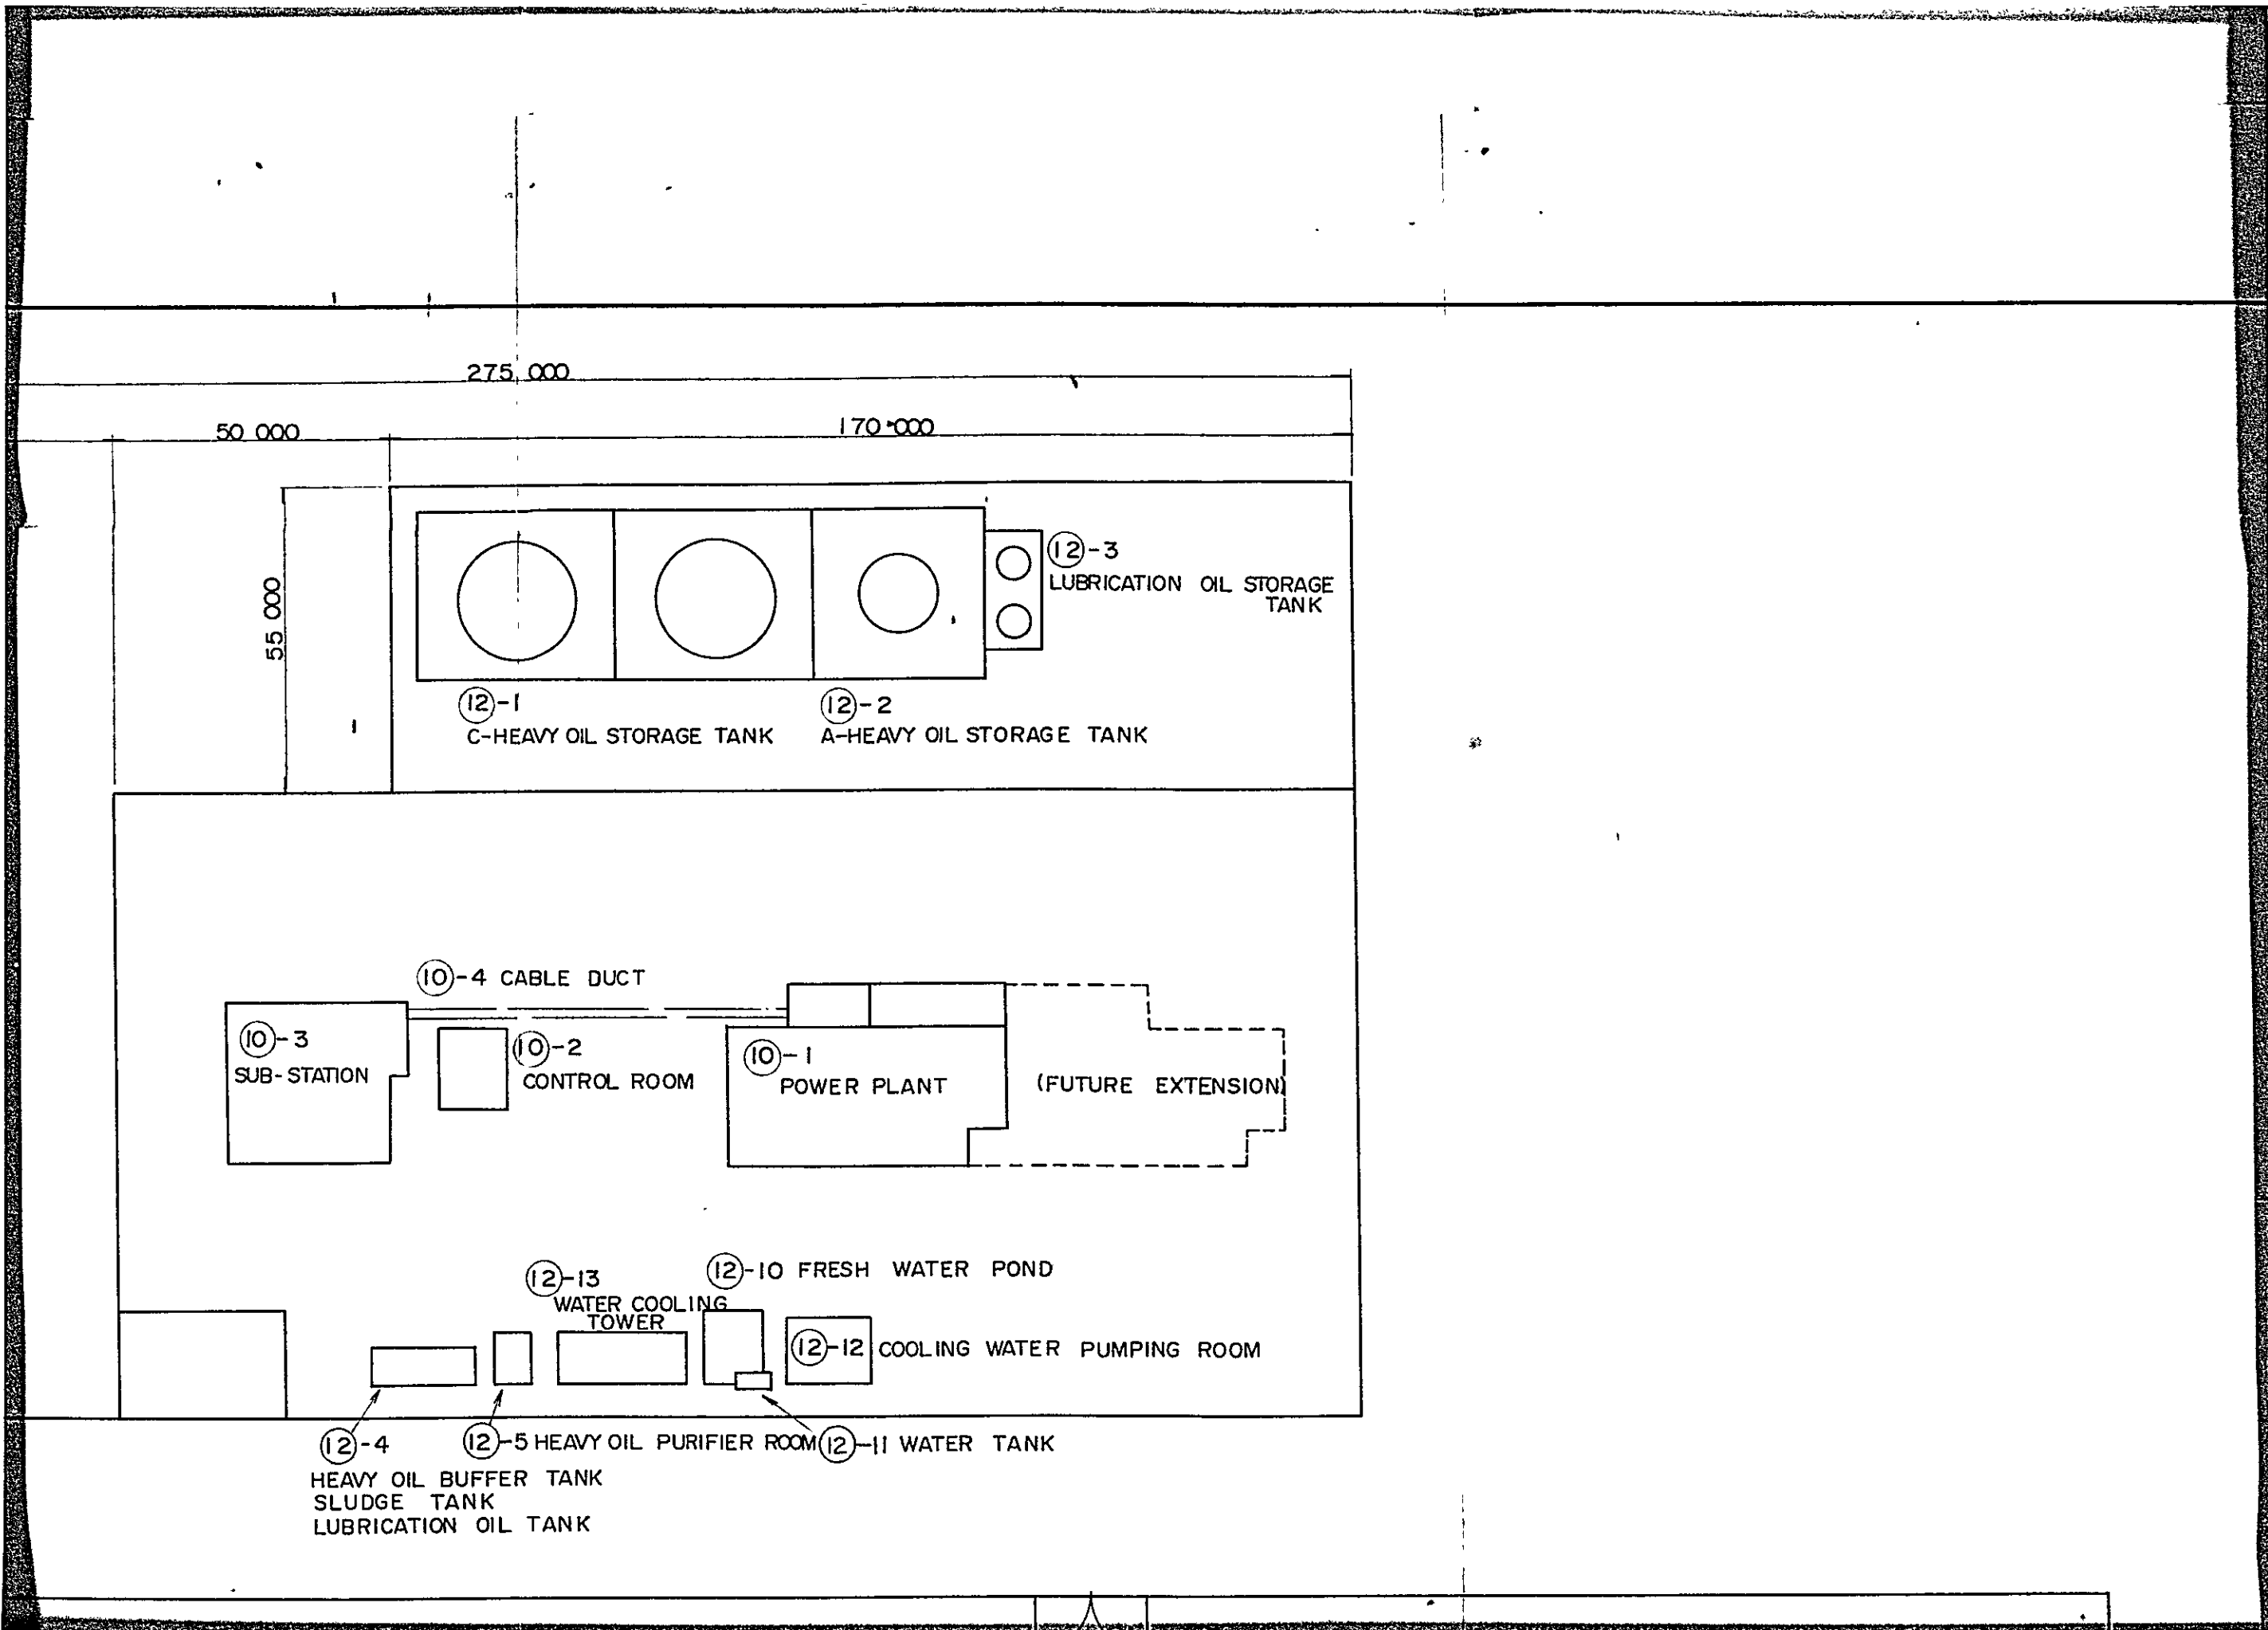 275 000
50 000
170 000
55 000
12-3
LUBRICATION OIL STORAGE
TANK
12-1
C-HEAVY OIL STORAGE TANK
12-2
A-HEAVY OIL STORAGE TANK
10-4 CABLE DUCT
10-3
SUB-STATION
10-2
CONTROL ROOM
10-1
POWER PLANT
(FUTURE EXTENSION)
12-13
WATER COOLING
TOWER
12-10 FRESH WATER POND
12-12 COOLING WATER PUMPING ROOM
12-4
HEAVY OIL BUFFER TANK
SLUDGE TANK
LUBRICATION OIL TANK
12-5 HEAVY OIL PURIFIER ROOM
12-11 WATER TANK